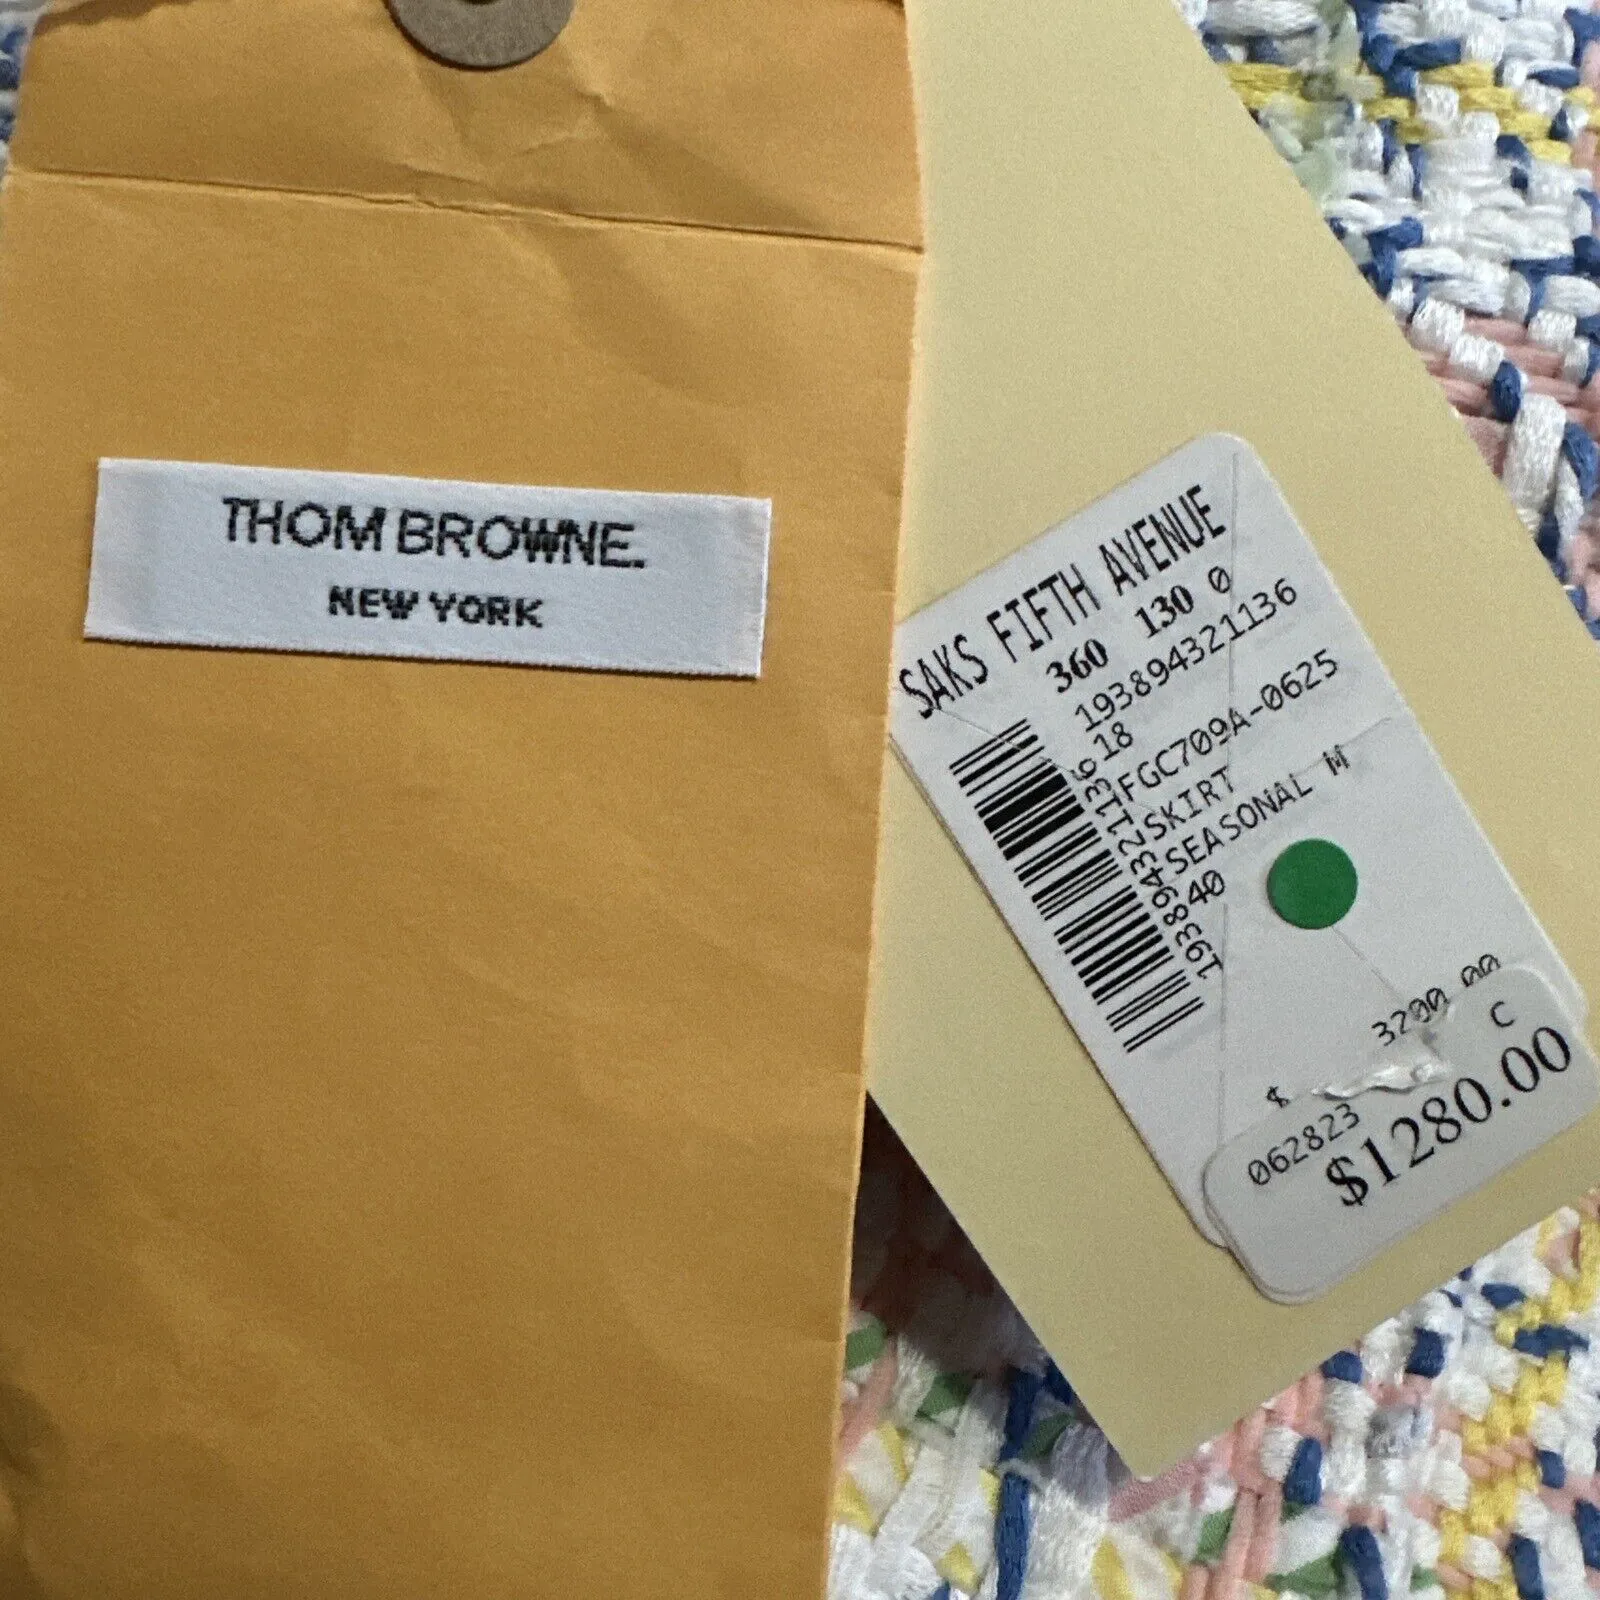 THOM BROWNE.
NEW YORK
SAKS FIFTH AVENUE
360 130 0
193894321136
18
FGC709A-0625
SKIRT
SEASONAL M
40
193894321136
3200.00
C
$
062823
$1280.00